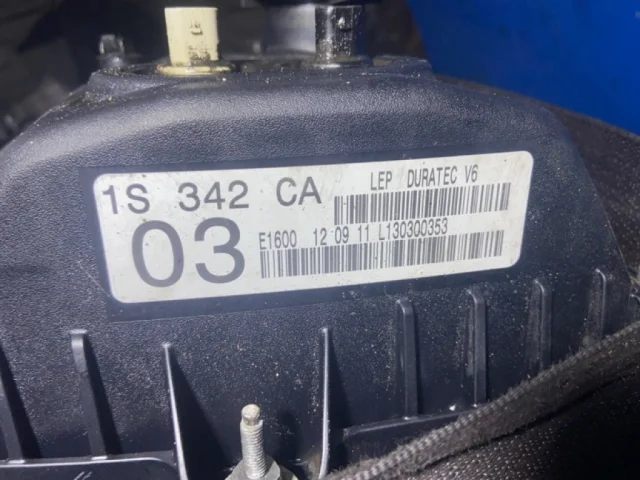 1S 342 CA LEP DURATEC V6
03 E1600 12 09 11 L130300353